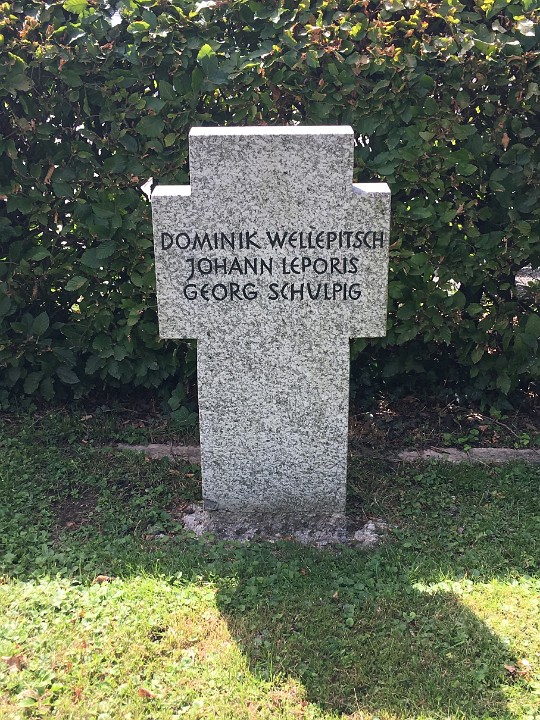 DOMINIK WELLEPITSCH
JOHANN LEPORIS
GEORG SCHULPIG